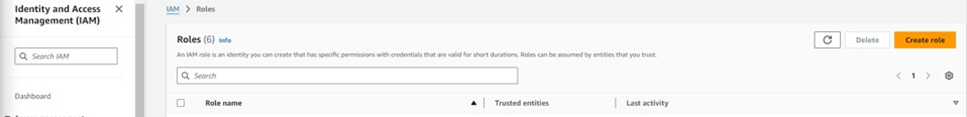 Identity and Access
Management (IAM)
Search IAM
Dashboard
IAM > Roles
Roles (6) Info
Delete
Create role
An IAM role is an identity you can create that has specific permissions with credentials that are valid for short durations. Roles can be assumed by entities that you trust.
Search
1
Role name
Trusted entities
Last activity